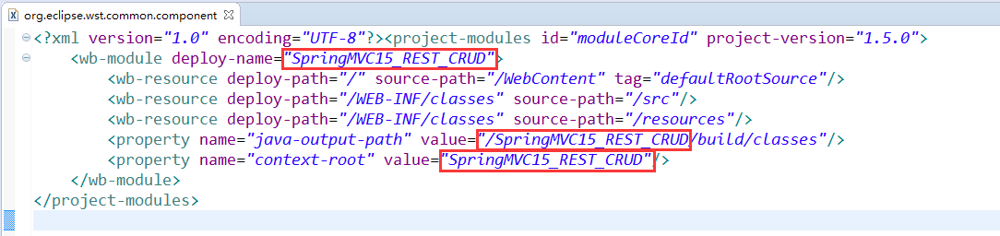 org.eclipse.wst.common.component
<?xml version="1.0" encoding="UTF-8"?><project-modules id="moduleCoreId" project-version="1.5.0">
<wb-module deploy-name="SpringMVC15_REST_CRUD">
<wb-resource deploy-path="/" source-path="/WebContent" tag="defaultRootSource"/>
<wb-resource deploy-path="/WEB-INF/classes" source-path="/src"/>
<wb-resource deploy-path="/WEB-INF/classes" source-path="/resources"/>
<property name="java-output-path" value="/SpringMVC15_REST_CRUD/build/classes"/>
<property name="context-root" value="SpringMVC15_REST_CRUD"/>
</wb-module>
</project-modules>